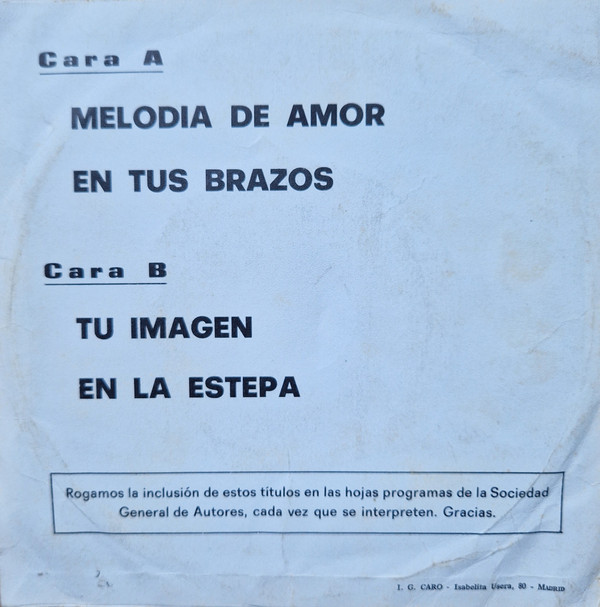 Cara A
MELODIA DE AMOR
EN TUS BRAZOS
Cara B
TU IMAGEN
EN LA ESTEPA
Rogamos la inclusión de estos títulos en las hojas programas de la Sociedad
General de Autores, cada vez que se interpreten. Gracias.
I. G. CARO - Isabelita Usera, 80 - MADRID